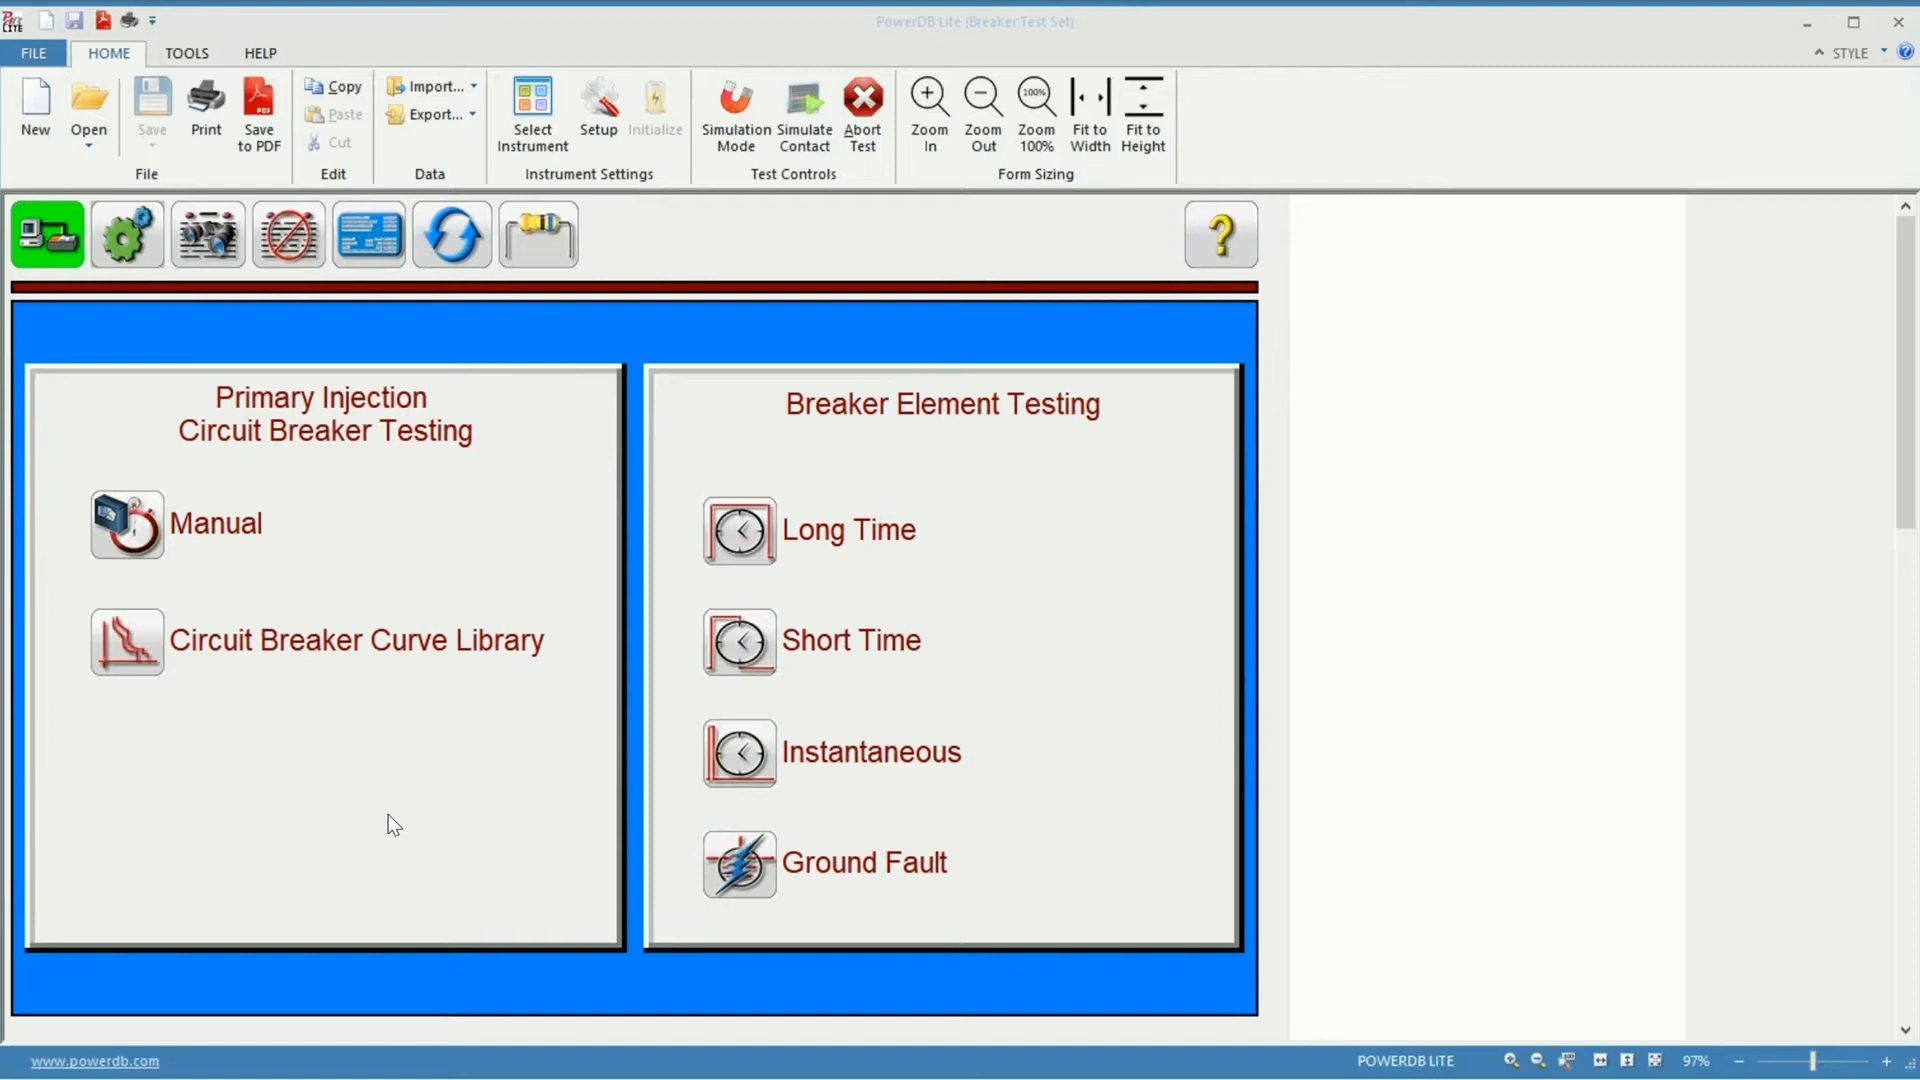 LITE
PowerDB Lite (Breaker Test Set)
FILE HOME TOOLS HELP
STYLE
New Open Save Print Save to PDF
Copy
Paste
Cut
Import...
Export...
Select Instrument Setup Initialize
Simulation Mode Simulate Contact Abort Test
Zoom In Zoom Out 100% Zoom 100% Fit to Width Fit to Height
File Edit Data Instrument Settings Test Controls Form Sizing
Primary Injection
Circuit Breaker Testing
Manual
Circuit Breaker Curve Library
Breaker Element Testing
Long Time
Short Time
Instantaneous
Ground Fault
www.powerdb.com
POWERDB LITE
97%